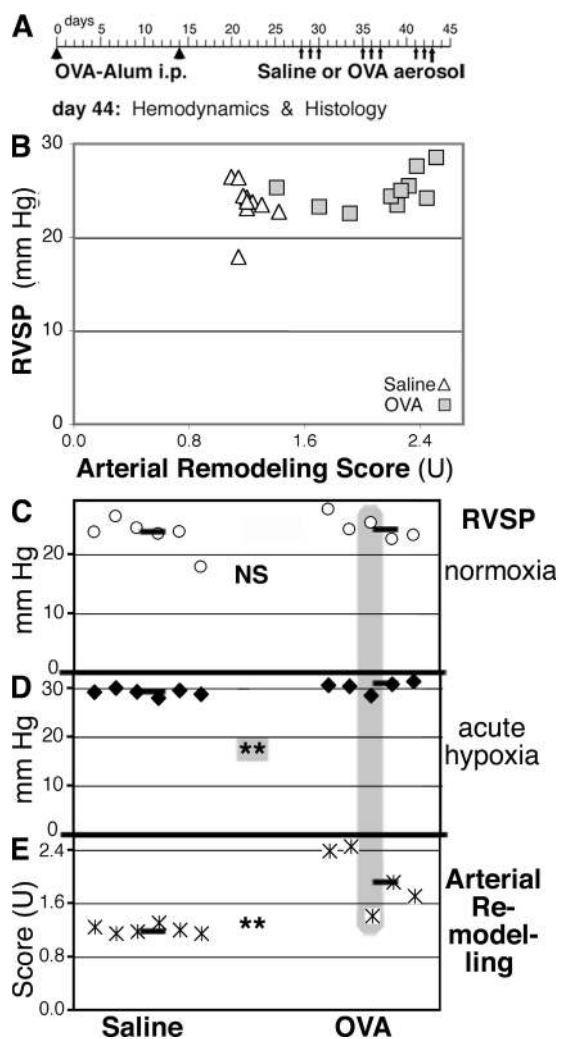 A
0 days 5 10 15 20 25 30 35 40 45
OVA-Alum i.p. Saline or OVA aerosol
day 44: Hemodynamics & Histology
B
30
20
10
0
RVSP (mm Hg)
Saline
OVA
0.0 0.8 1.6 2.4
Arterial Remodeling Score (U)
C
RVSP
normoxia
mm Hg
20
10
0
NS
D
30
20
10
mm Hg
acute
hypoxia
**
E
2.4
1.6
0.8
0.0
Score (U)
**
Arterial
Re-
model-
ling
Saline OVA